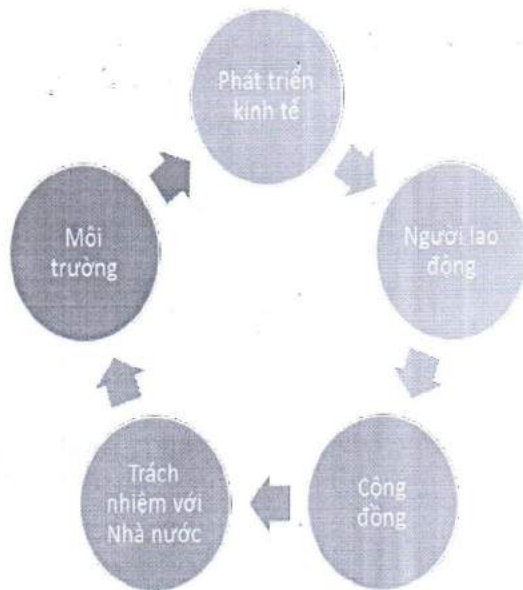 Phát triển
kinh tế
Người lao
động
Cộng
đồng
Trách
nhiệm với
Nhà nước
Môi
trường